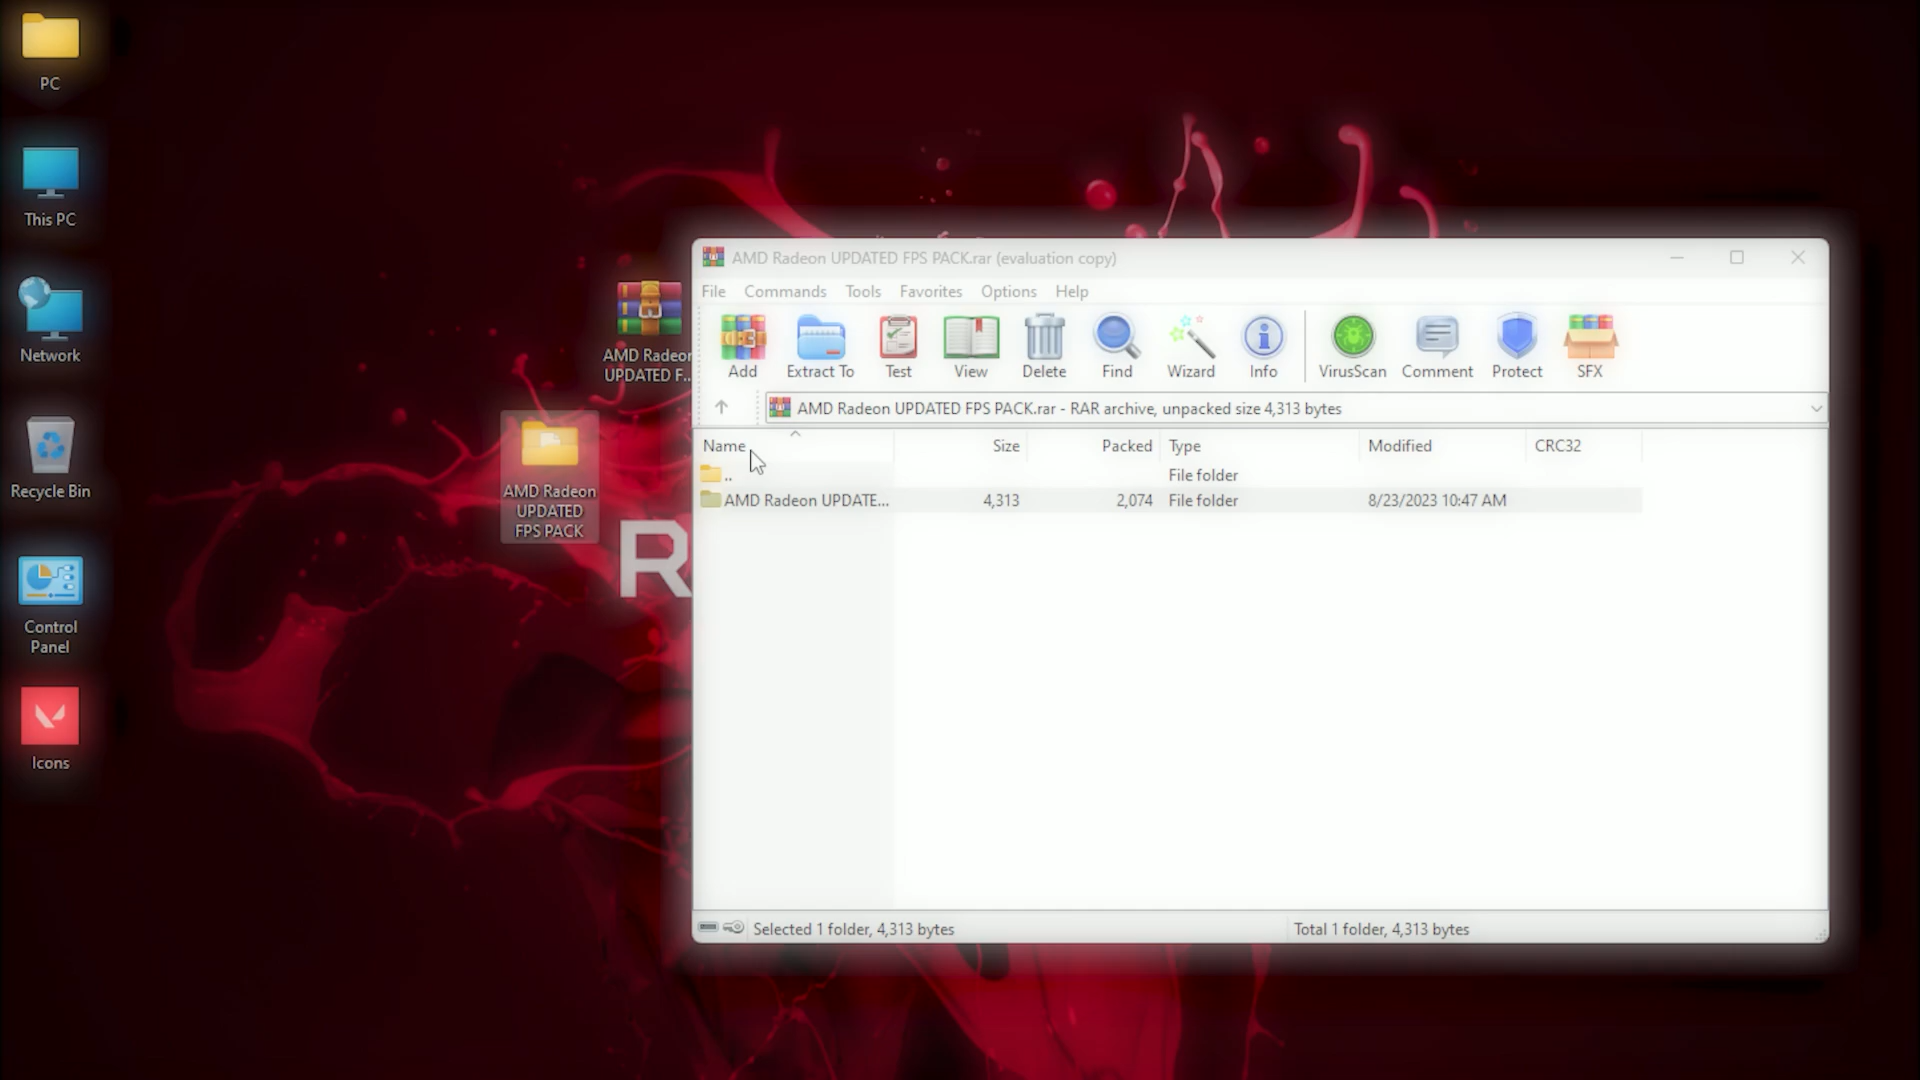 PC
This PC
Network
Recycle Bin
Control
Panel
Icons
AMD Radeon
UPDATED F...
AMD Radeon
UPDATED
FPS PACK
R
AMD Radeon UPDATED FPS PACK.rar (evaluation copy)
File Commands Tools Favorites Options Help
Add Extract To Test View Delete Find Wizard Info VirusScan Comment Protect SFX
AMD Radeon UPDATED FPS PACK.rar - RAR archive, unpacked size 4,313 bytes
Name Size Packed Type Modified CRC32
.. File folder
AMD Radeon UPDATE... 4,313 2,074 File folder 8/23/2023 10:47 AM
Selected 1 folder, 4,313 bytes Total 1 folder, 4,313 bytes